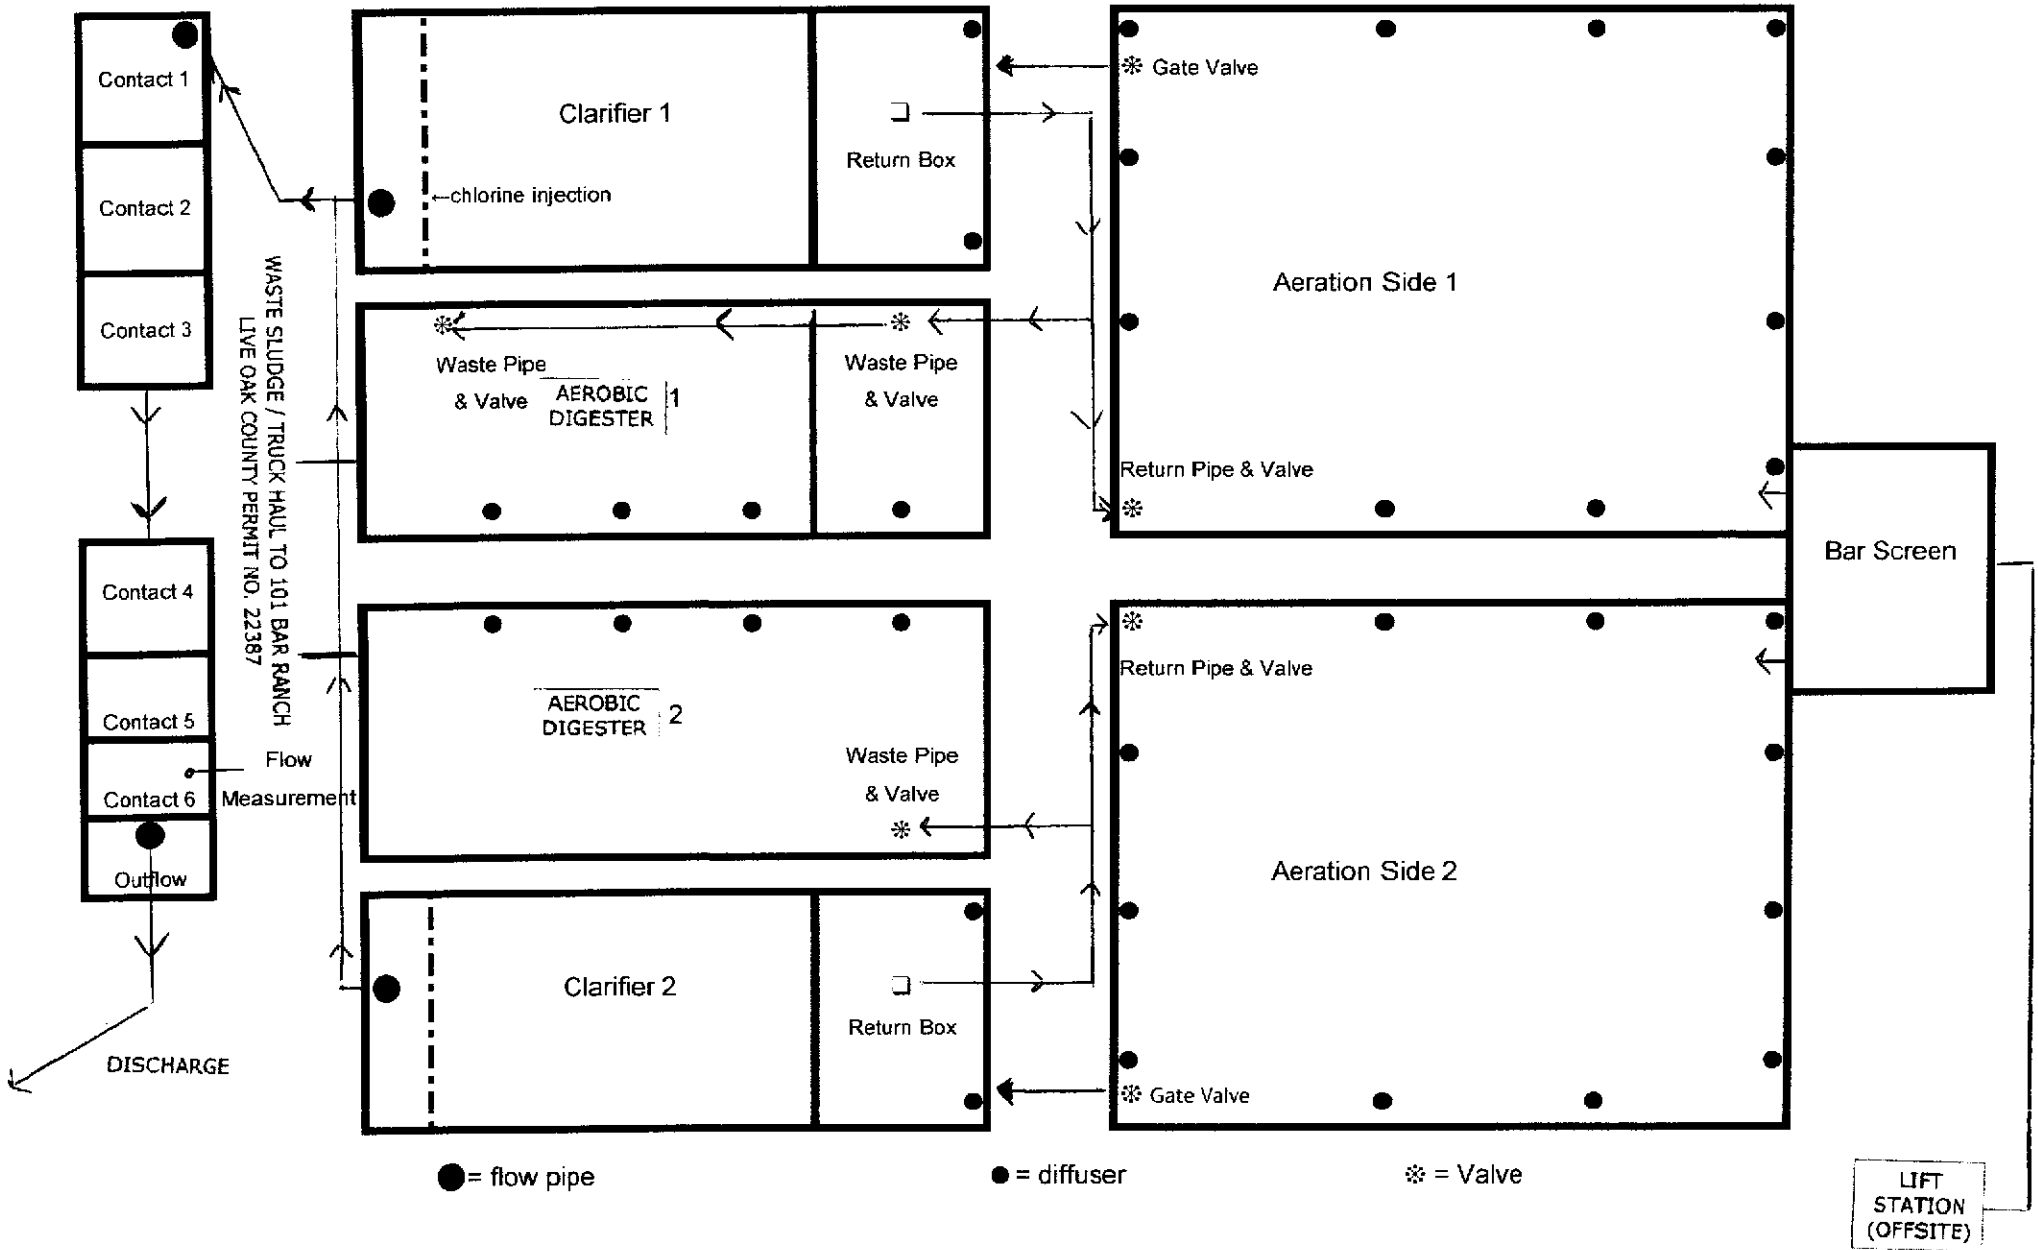 Contact 1
Contact 2
Contact 3
Contact 4
Contact 5
Contact 6
Outflow
DISCHARGE
Flow
Measurement
WASTE SLUDGE / TRUCK HAUL TO 101 BAR RANCH
LIVE OAK COUNTY PERMIT NO. 22387
Clarifier 1
←chlorine injection
Return Box
Waste Pipe
& Valve
AEROBIC
DIGESTER
1
Waste Pipe
& Valve
AEROBIC
DIGESTER
2
Waste Pipe
& Valve
Clarifier 2
Return Box
Gate Valve
Aeration Side 1
Return Pipe & Valve
Bar Screen
Return Pipe & Valve
Aeration Side 2
Gate Valve
= flow pipe
= diffuser
= Valve
LIFT
STATION
(OFFSITE)